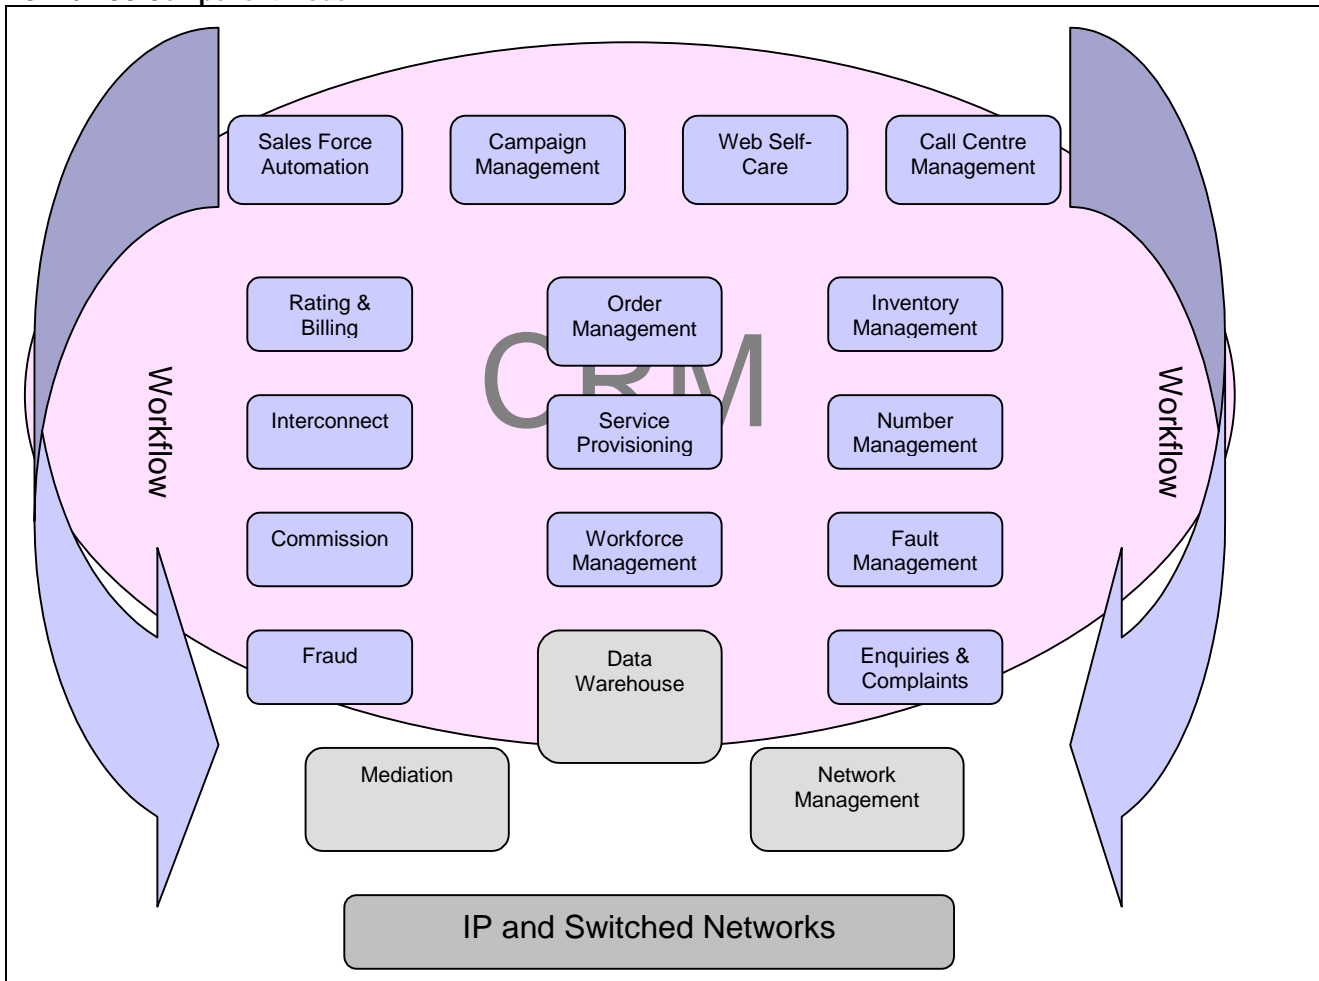 Sales Force
Automation
Campaign
Management
Web Self-
Care
Call Centre
Management
Rating &
Billing
Order
Management
Inventory
Management
CRM
Workflow
Workflow
Interconnect
Service
Provisioning
Number
Management
Commission
Workforce
Management
Fault
Management
Fraud
Data
Warehouse
Enquiries &
Complaints
Mediation
Network
Management
IP and Switched Networks